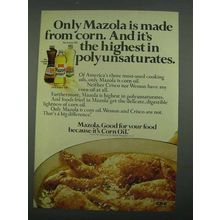 Only Mazola is made
from corn. And it's
the highest in
polyunsaturates.
Of America's three most-used cooking
oils, only Mazola is corn oil.
Neither Crisco nor Wesson have any
corn oil at all.
Furthermore, Mazola is highest in polyunsaturates.
And foods fried in Mazola get the delicate, digestible
lightness of corn oil.
Only Mazola is corn oil. Wesson and Crisco are not.
That's a big difference!
Mazola. Good for your food
because it's Corn Oil.